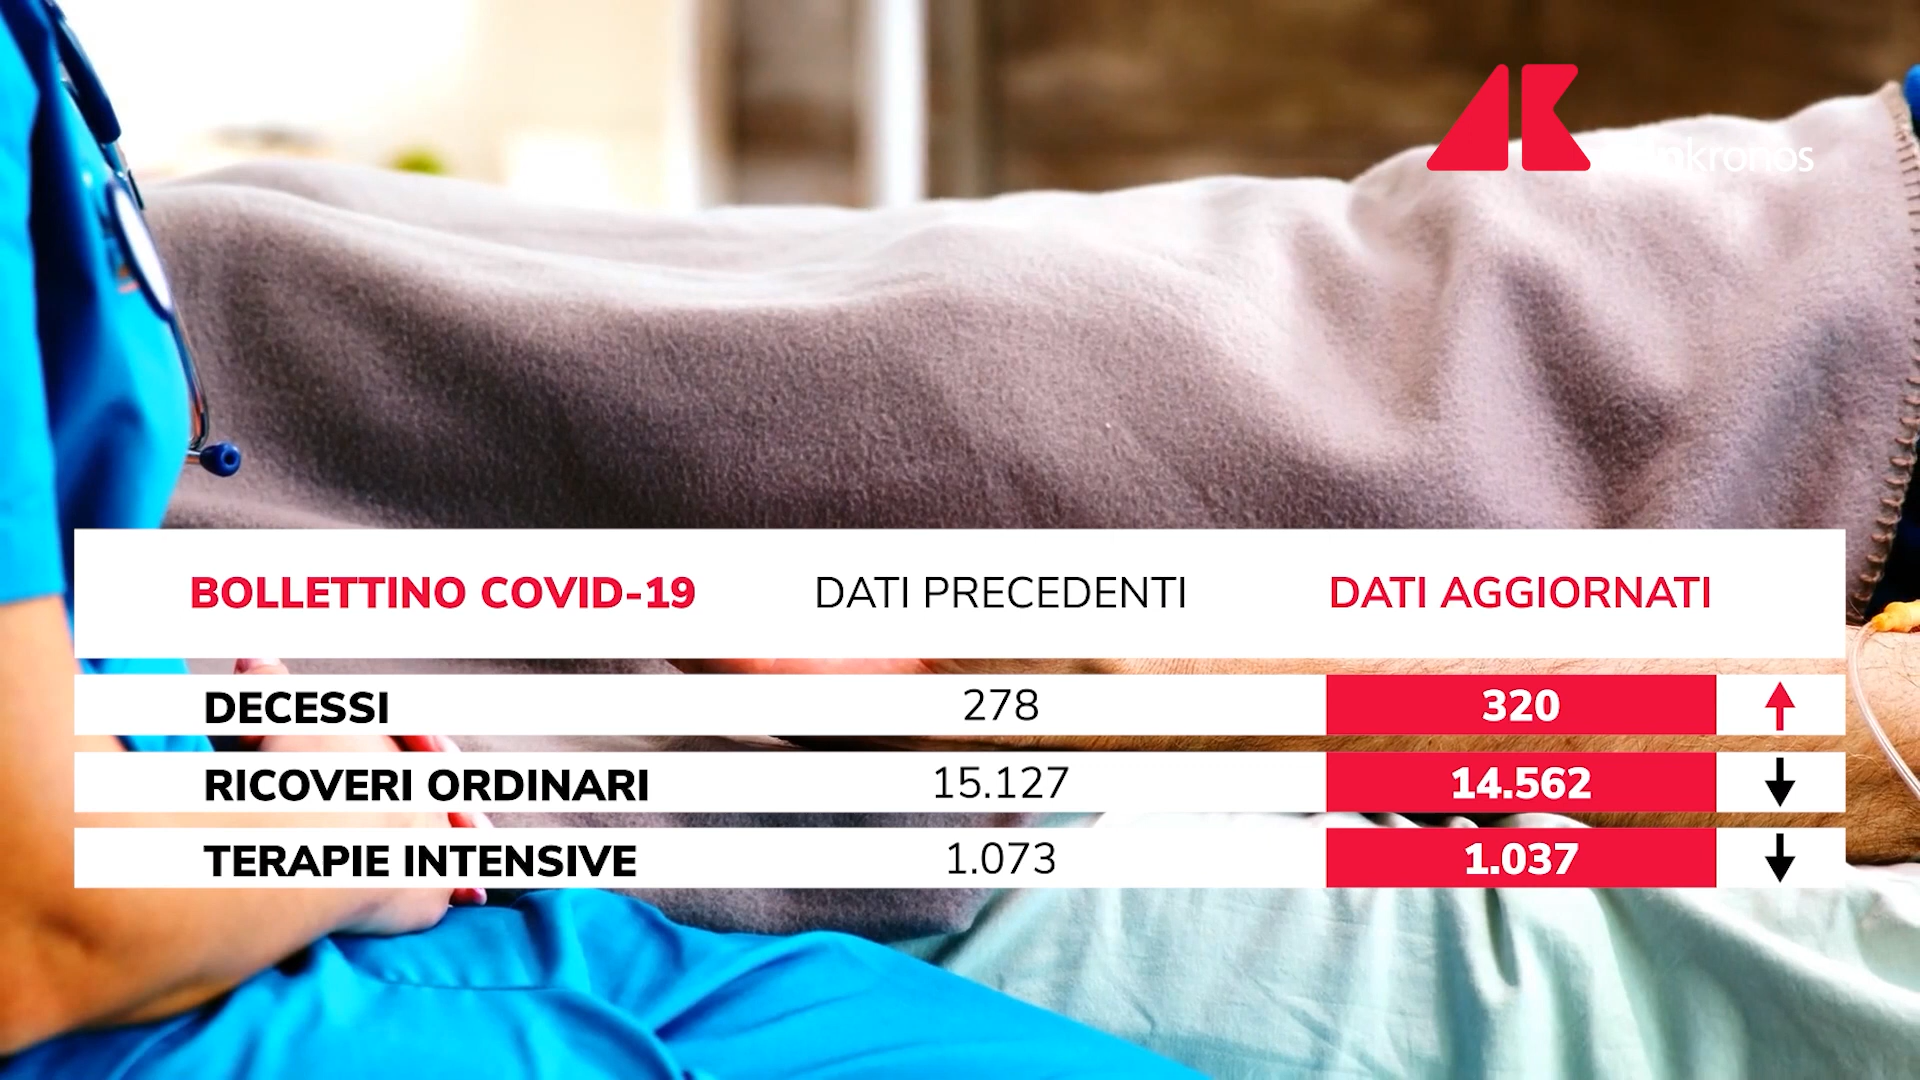 BOLLETTINO COVID-19 DATI PRECEDENTI DATI AGGIORNATI
DECESSI 278 320
RICOVERI ORDINARI 15.127 14.562
TERAPIE INTENSIVE 1.073 1.037